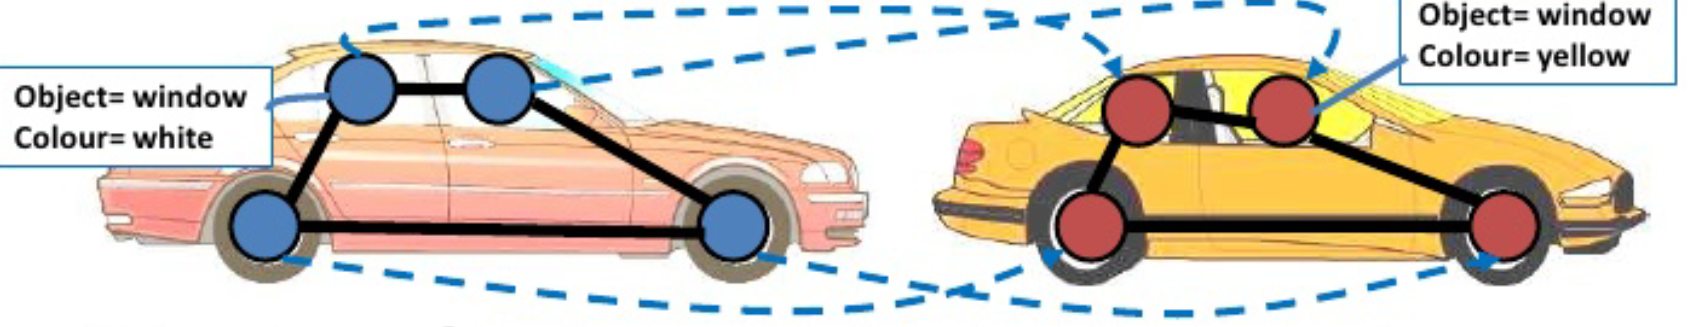 Object= window
Colour= white
Object= window
Colour= yellow